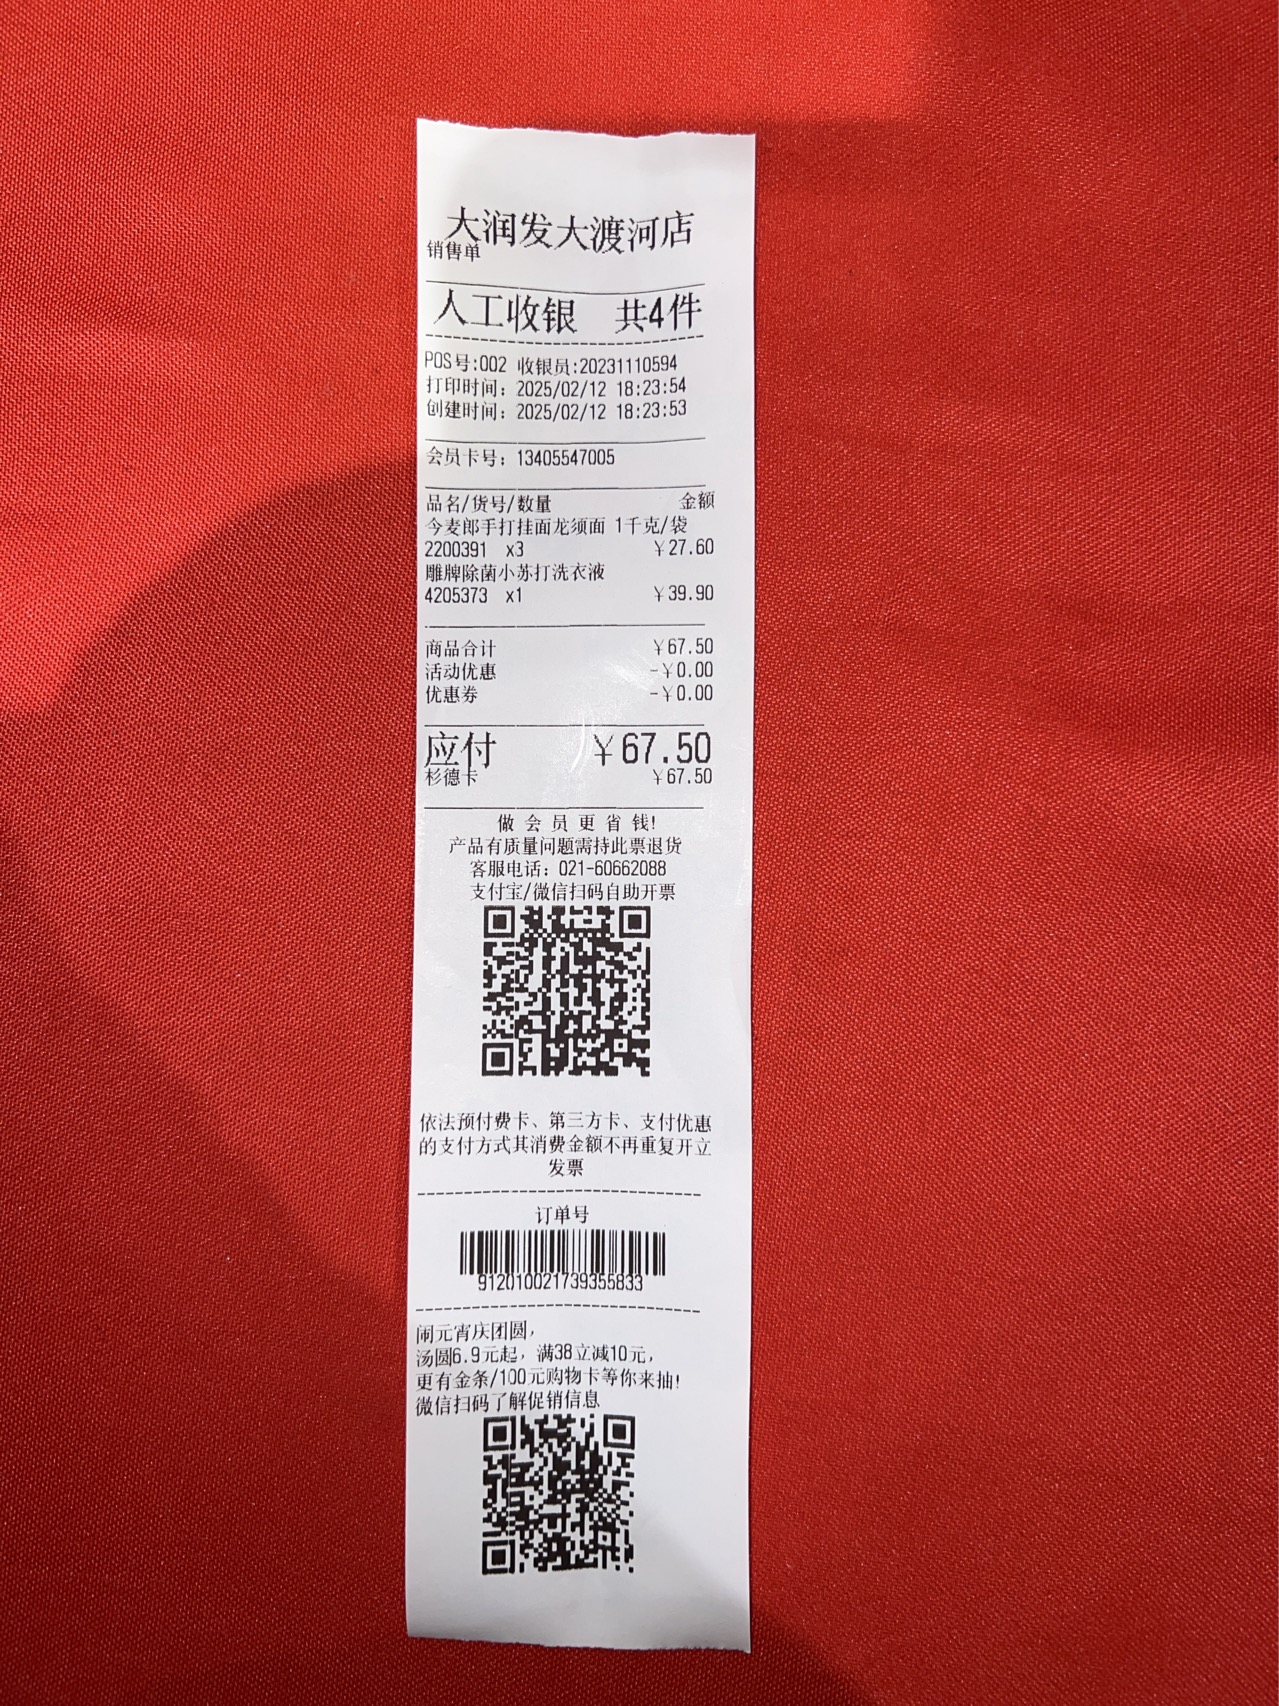 大润发大渡河店
销售单
人工收银 共4件
POS号:002 收银员:20231110594
打印时间: 2025/02/12 18:23:54
创建时间: 2025/02/12 18:23:53
会员卡号: 13405547005
品名/货号/数量 金额
今麦郎手打挂面龙须面 1千克/袋
2200391 x3 ￥27.60
雕牌除菌小苏打洗衣液
4205373 x1 ￥39.90
商品合计 ￥67.50
活动优惠 -￥0.00
优惠券 -￥0.00
应付 ￥67.50
杉德卡 ￥67.50
做 会 员 更 省 钱!
产品有质量问题需持此票退货
客服电话: 021-60662088
支付宝/微信扫码自助开票
依法预付费卡、第三方卡、支付优惠
的支付方式其消费金额不再重复开立
发票
订单号
912010021739355833
闹元宵庆团圆,
汤圆6.9元起, 满38立减10元,
更有金条/100元购物卡等你来抽!
微信扫码了解促销信息